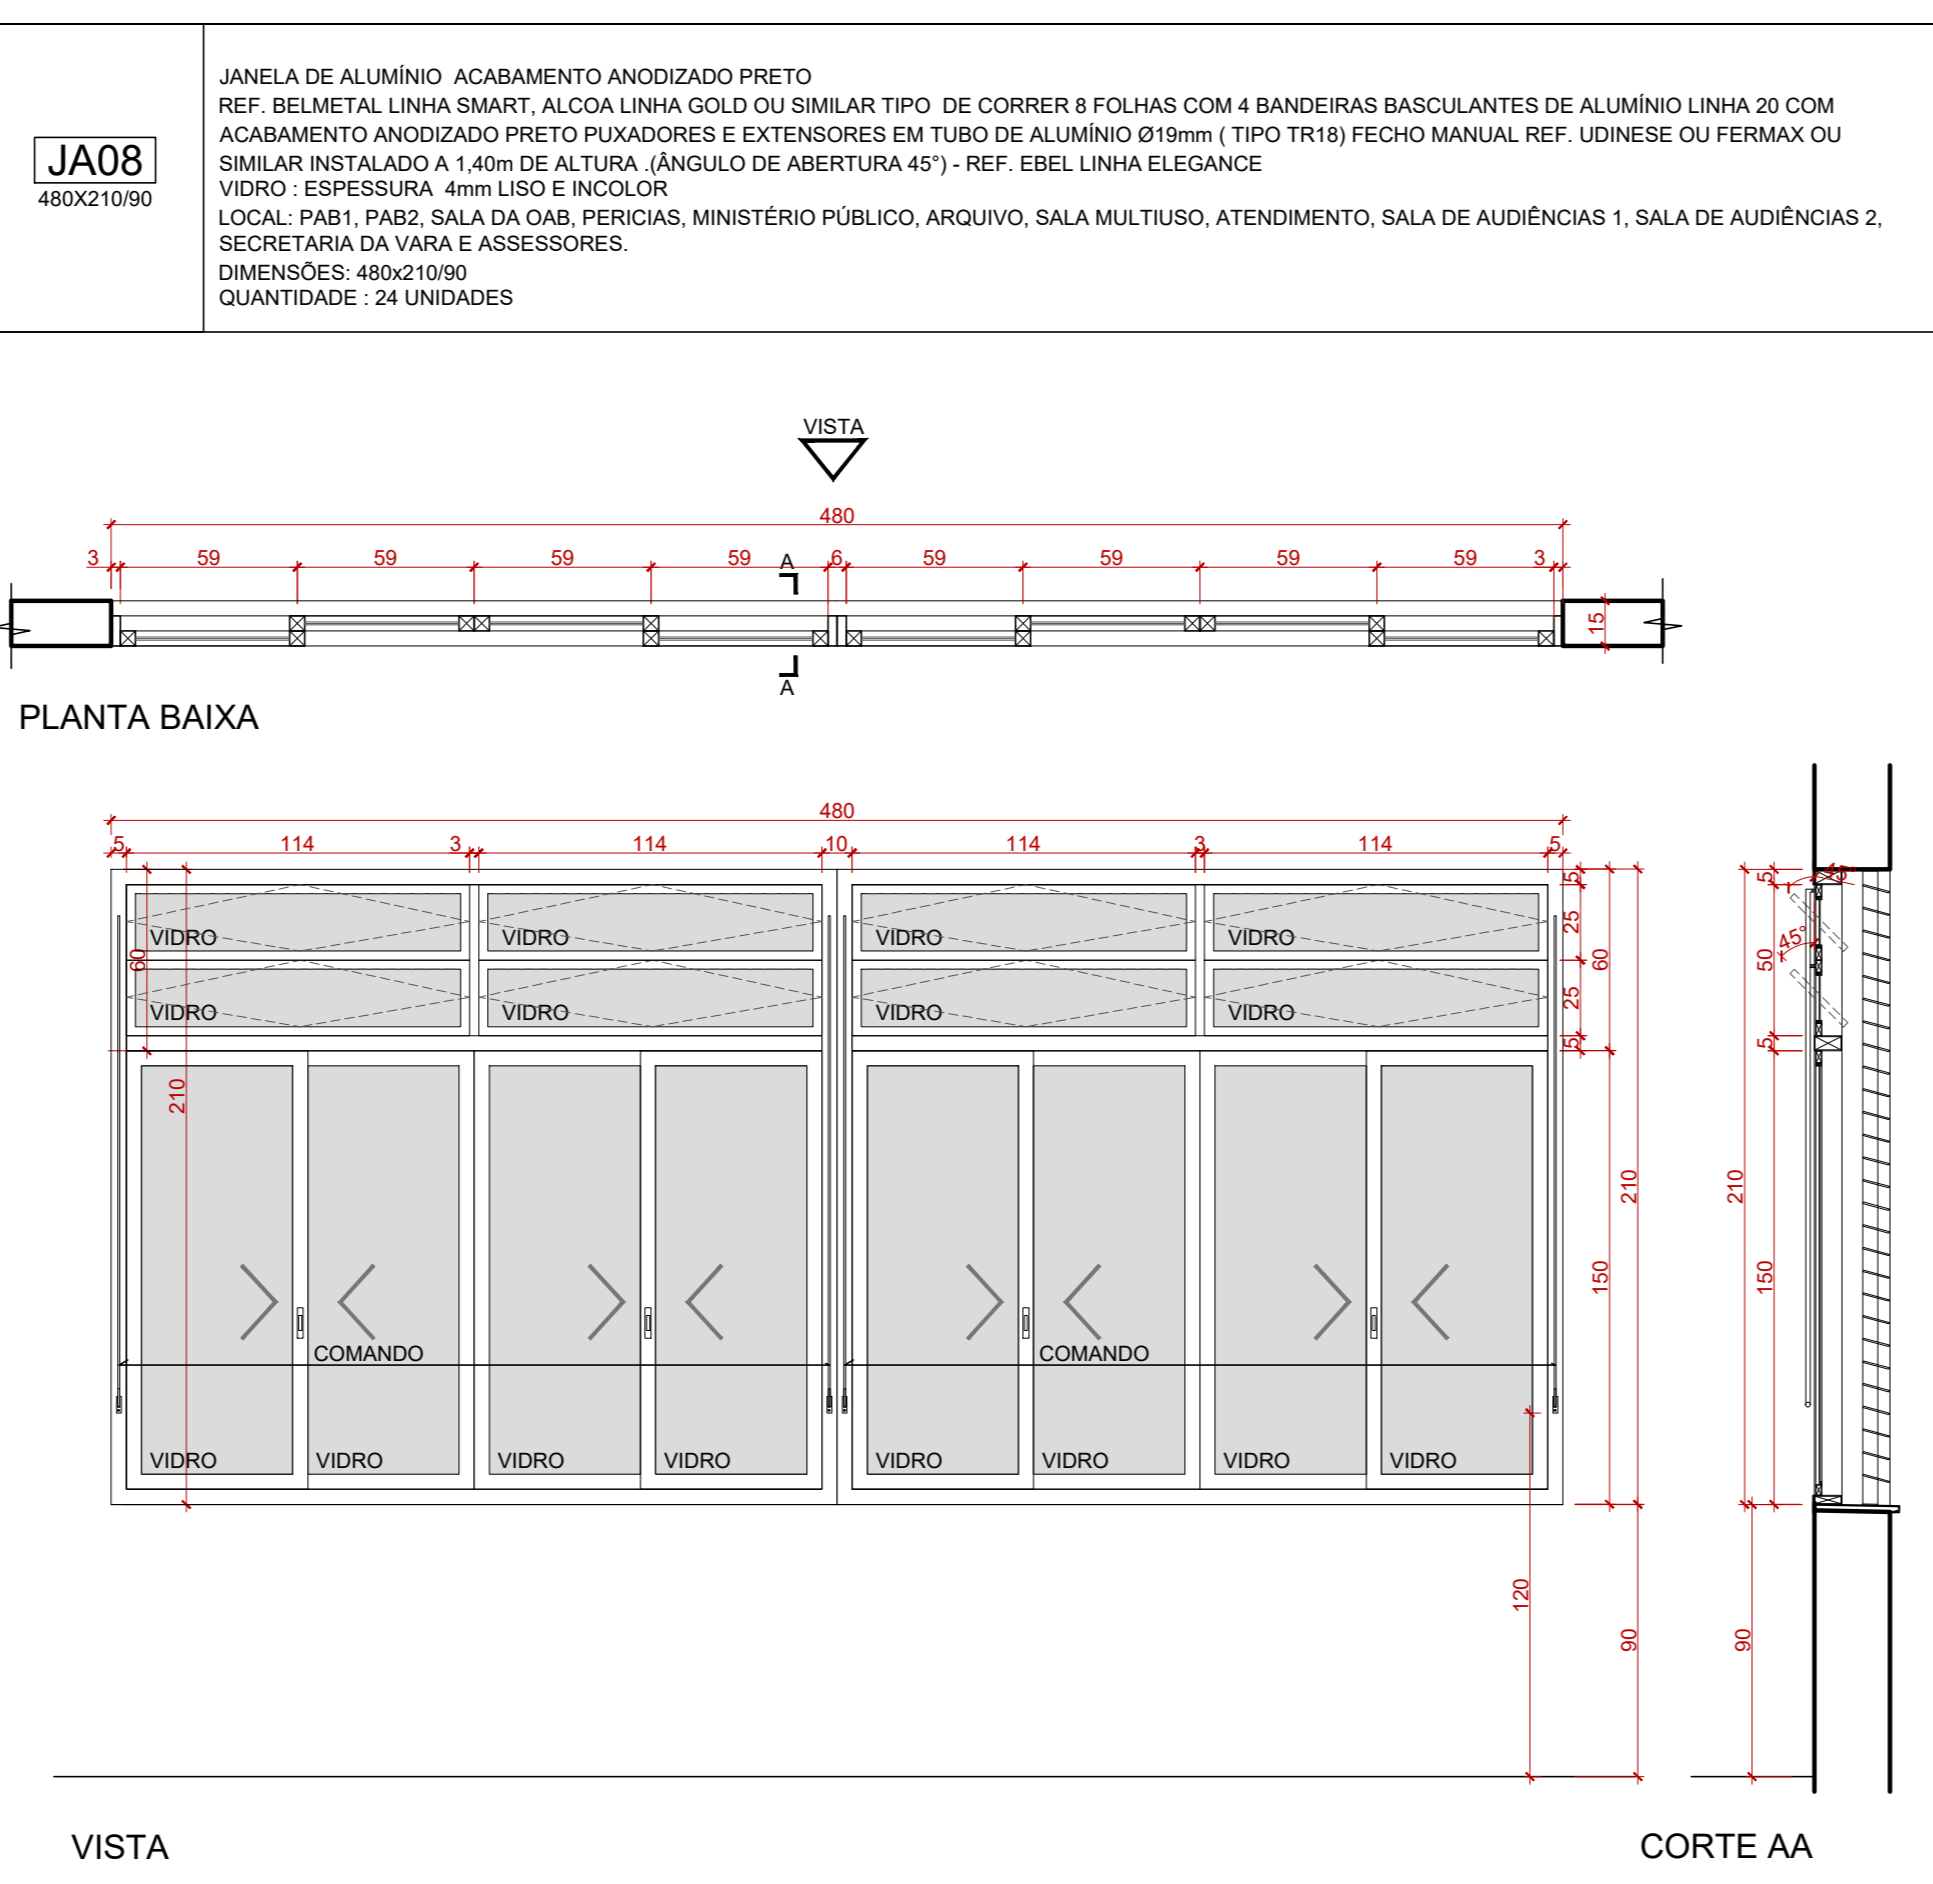 JA08
480X210/90
JANELA DE ALUMÍNIO ACABAMENTO ANODIZADO PRETO
REF. BELMETAL LINHA SMART, ALCOA LINHA GOLD OU SIMILAR TIPO DE CORRER 8 FOLHAS COM 4 BANDEIRAS BASCULANTES DE ALUMÍNIO LINHA 20 COM
ACABAMENTO ANODIZADO PRETO PUXADORES E EXTENSORES EM TUBO DE ALUMÍNIO Ø19mm ( TIPO TR18) FECHO MANUAL REF. UDINESE OU FERMAX OU
SIMILAR INSTALADO A 1,40m DE ALTURA .(ÂNGULO DE ABERTURA 45°) - REF. EBEL LINHA ELEGANCE
VIDRO : ESPESSURA 4mm LISO E INCOLOR
LOCAL: PAB1, PAB2, SALA DA OAB, PERICIAS, MINISTÉRIO PÚBLICO, ARQUIVO, SALA MULTIUSO, ATENDIMENTO, SALA DE AUDIÊNCIAS 1, SALA DE AUDIÊNCIAS 2,
SECRETARIA DA VARA E ASSESSORES.
DIMENSÕES: 480x210/90
QUANTIDADE : 24 UNIDADES
VISTA
480
3 59 59 59 59 A 6 59 59 59 59 3
15
A
PLANTA BAIXA
480
5 114 3 114 10 114 3 114 5
5 5 45°
VIDRO VIDRO VIDRO VIDRO 25 45°
60 60 50
VIDRO VIDRO VIDRO VIDRO 25
5 5
210
210 210
150 150
COMANDO COMANDO
VIDRO VIDRO VIDRO VIDRO VIDRO VIDRO VIDRO VIDRO
120
90 90
VISTA
CORTE AA